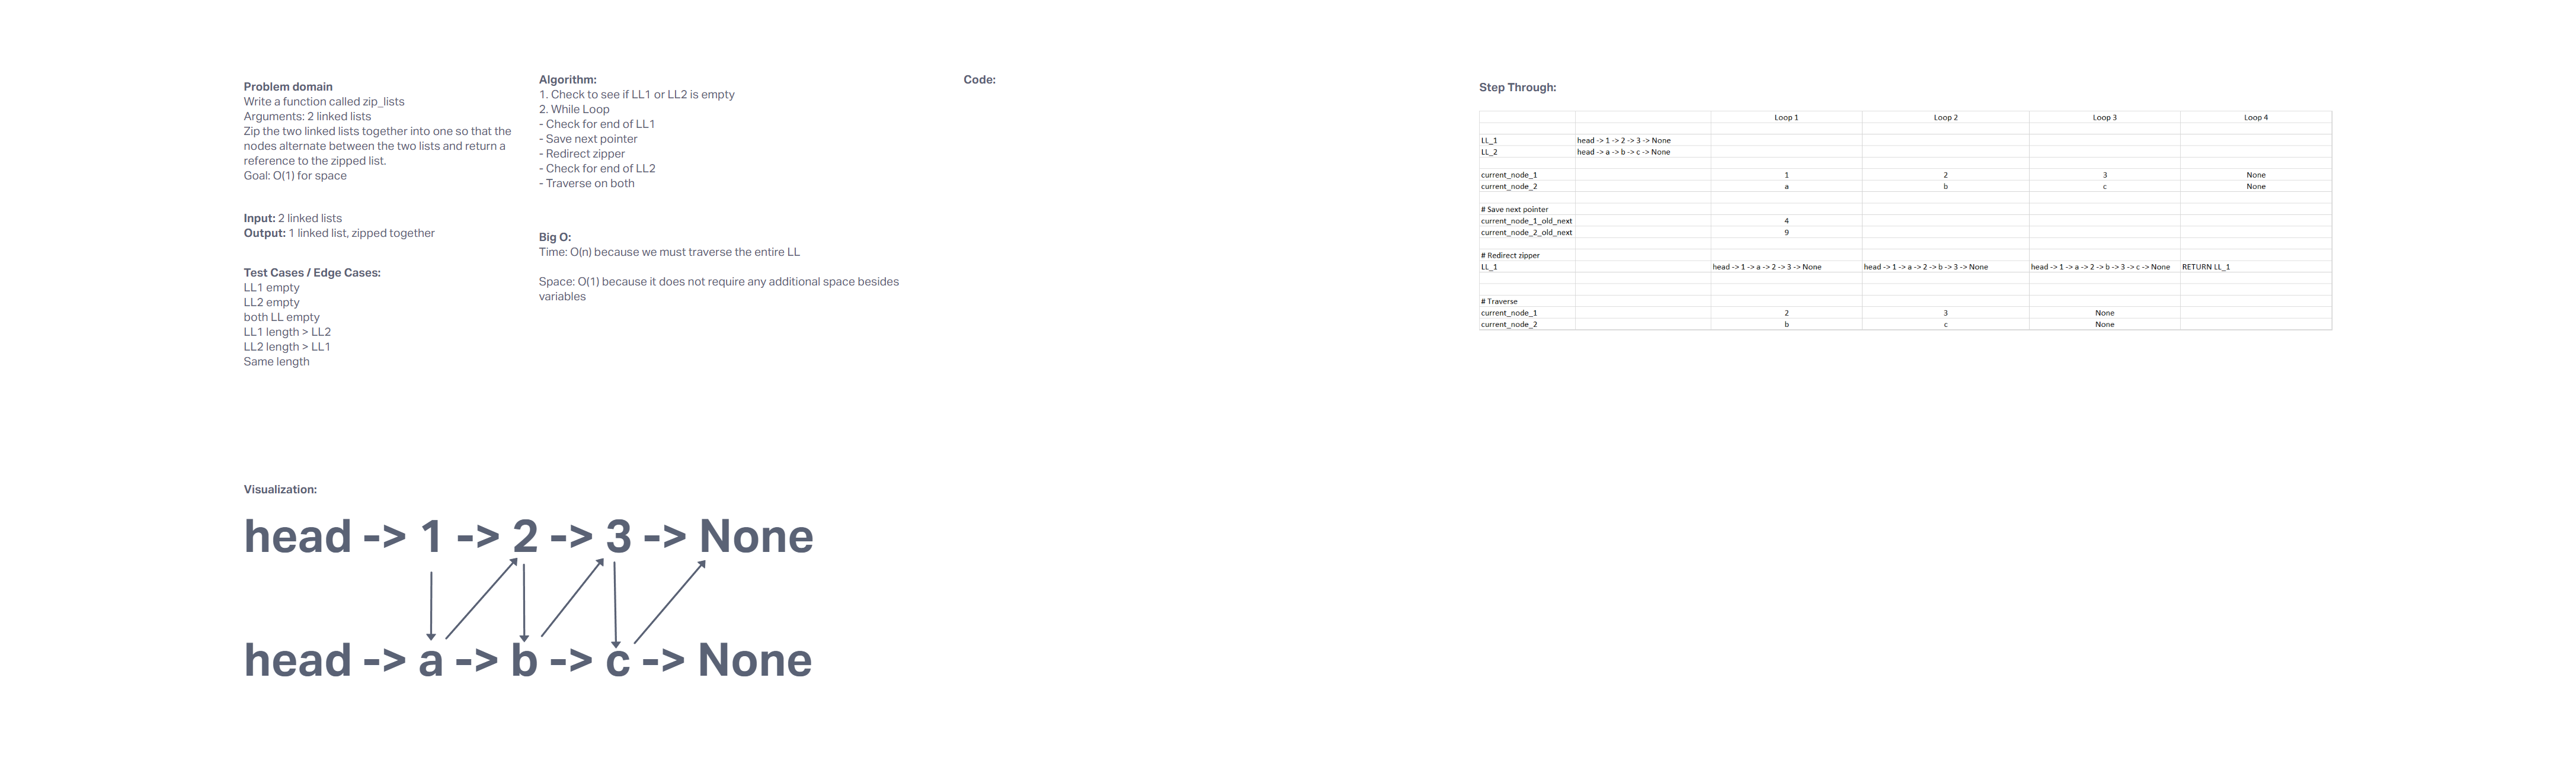 Problem domain
Write a function called zip_lists
Arguments: 2 linked lists
Zip the two linked lists together into one so that the
nodes alternate between the two lists and return a
reference to the zipped list.
Goal: O(1) for space
Input: 2 linked lists
Output: 1 linked list, zipped together
Test Cases / Edge Cases:
LL1 empty
LL2 empty
both LL empty
LL1 length > LL2
LL2 length > LL1
Same length
Algorithm:
1. Check to see if LL1 or LL2 is empty
2. While Loop
- Check for end of LL1
- Save next pointer
- Redirect zipper
- Check for end of LL2
- Traverse on both
Big O:
Time: O(n) because we must traverse the entire LL
Space: O(1) because it does not require any additional space besides
variables
Code:
Step Through:
Loop 1 Loop 2 Loop 3 Loop 4
LL_1 head -> 1 -> 2 -> 3 -> None
LL_2 head -> a -> b -> c -> None
current_node_1 1 2 3 None
current_node_2 a b c None
# Save next pointer
current_node_1_old_next 4
current_node_2_old_next 9
# Redirect zipper
LL_1 head -> 1 -> a -> 2 -> 3 -> None head -> 1 -> a -> 2 -> b -> 3 -> None head -> 1 -> a -> 2 -> b -> 3 -> c -> None RETURN LL_1
# Traverse
current_node_1 2 3 None
current_node_2 b c None
Visualization:
head -> 1 -> 2 -> 3 -> None
head -> a -> b -> c -> None